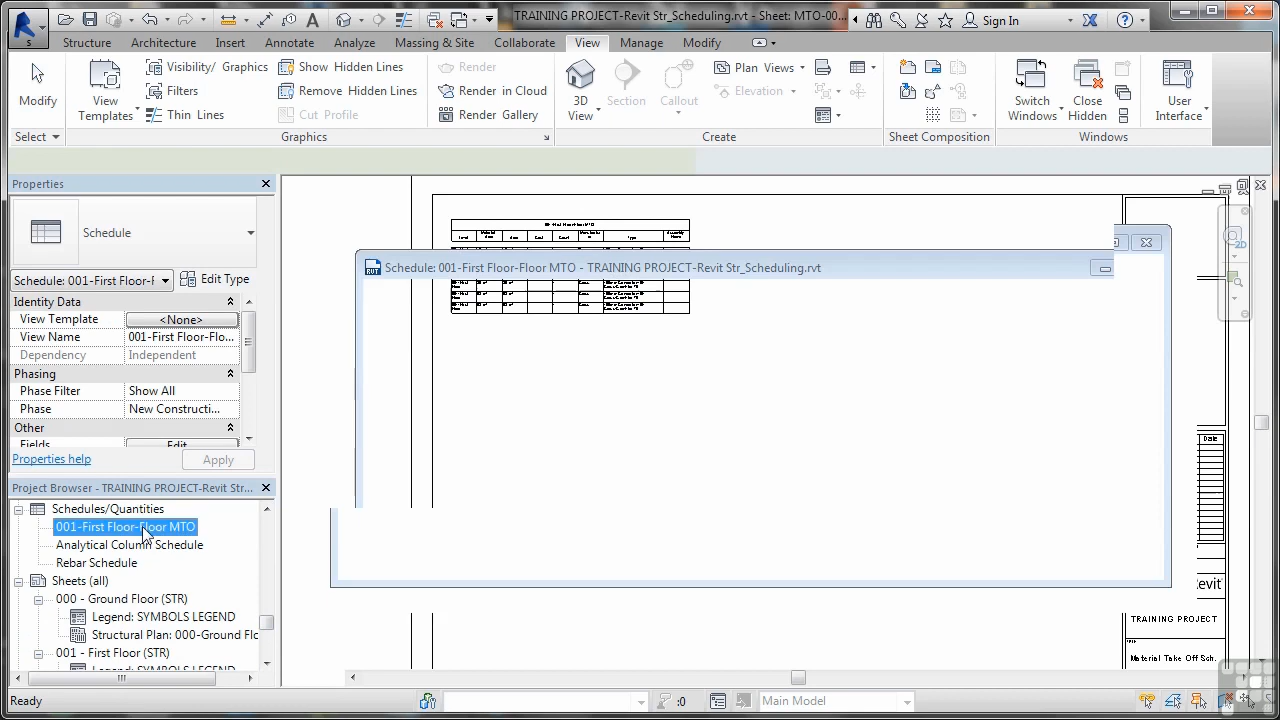 TRAINING PROJECT-Revit Str_Scheduling.rvt - Sheet: MTO-00...
Sign In
Structure Architecture Insert Annotate Analyze Massing & Site Collaborate View Manage Modify
Modify
View Templates
Visibility/ Graphics
Filters
Thin Lines
Show Hidden Lines
Remove Hidden Lines
Cut Profile
Render
Render in Cloud
Render Gallery
3D View
Section
Callout
Plan Views
Elevation
Switch Windows
Close Hidden
User Interface
Select
Graphics
Create
Sheet Composition
Windows
Properties
Schedule
Schedule: 001-First Floor-F
Edit Type
Identity Data
View Template <None>
View Name 001-First Floor-Flo...
Dependency Independent
Phasing
Phase Filter Show All
Phase New Constructi...
Other
Fields Edit...
Properties help
Apply
Schedule: 001-First Floor-Floor MTO - TRAINING PROJECT-Revit Str_Scheduling.rvt
Date
Revit
TRAINING PROJECT
Material Take Off Sch.
Project Browser - TRAINING PROJECT-Revit Str...
Schedules/Quantities
001-First Floor-Floor MTO
Analytical Column Schedule
Rebar Schedule
Sheets (all)
000 - Ground Floor (STR)
Legend: SYMBOLS LEGEND
Structural Plan: 000-Ground Flo
001 - First Floor (STR)
Legend: SYMBOLS LEGEND
Ready
:0
Main Model